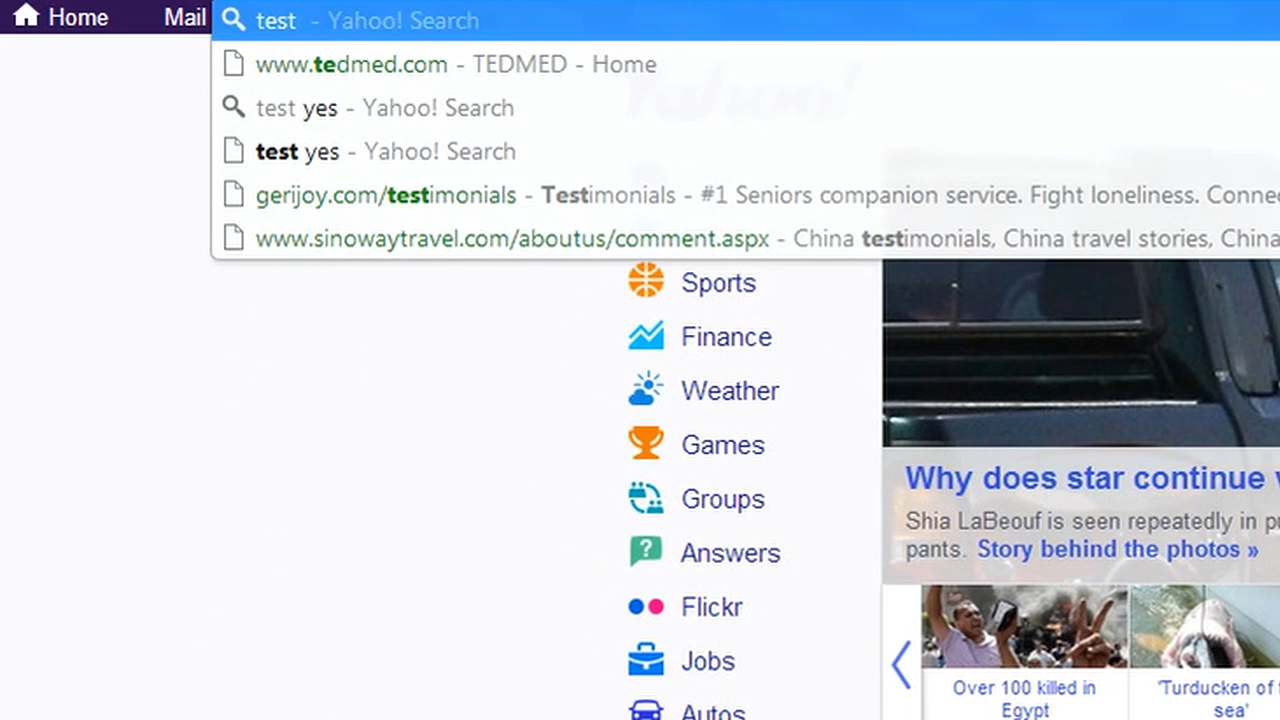 Home Mail test - Yahoo! Search
www.tedmed.com - TEDMED - Home
test yes - Yahoo! Search
test yes - Yahoo! Search
gerijoy.com/testimonials - Testimonials - #1 Seniors companion service. Fight loneliness.
www.sinowaytravel.com/aboutus/comment.aspx - China testimonials, China travel stories, China
Yahoo!
Sports
Finance
Weather
Games
Groups
Answers
Flickr
Jobs
Autos
Why does star continue
Shia LaBeouf is seen repeatedly in
pants. Story behind the photos »
Over 100 killed in
Egypt
'Turducken of
sea'